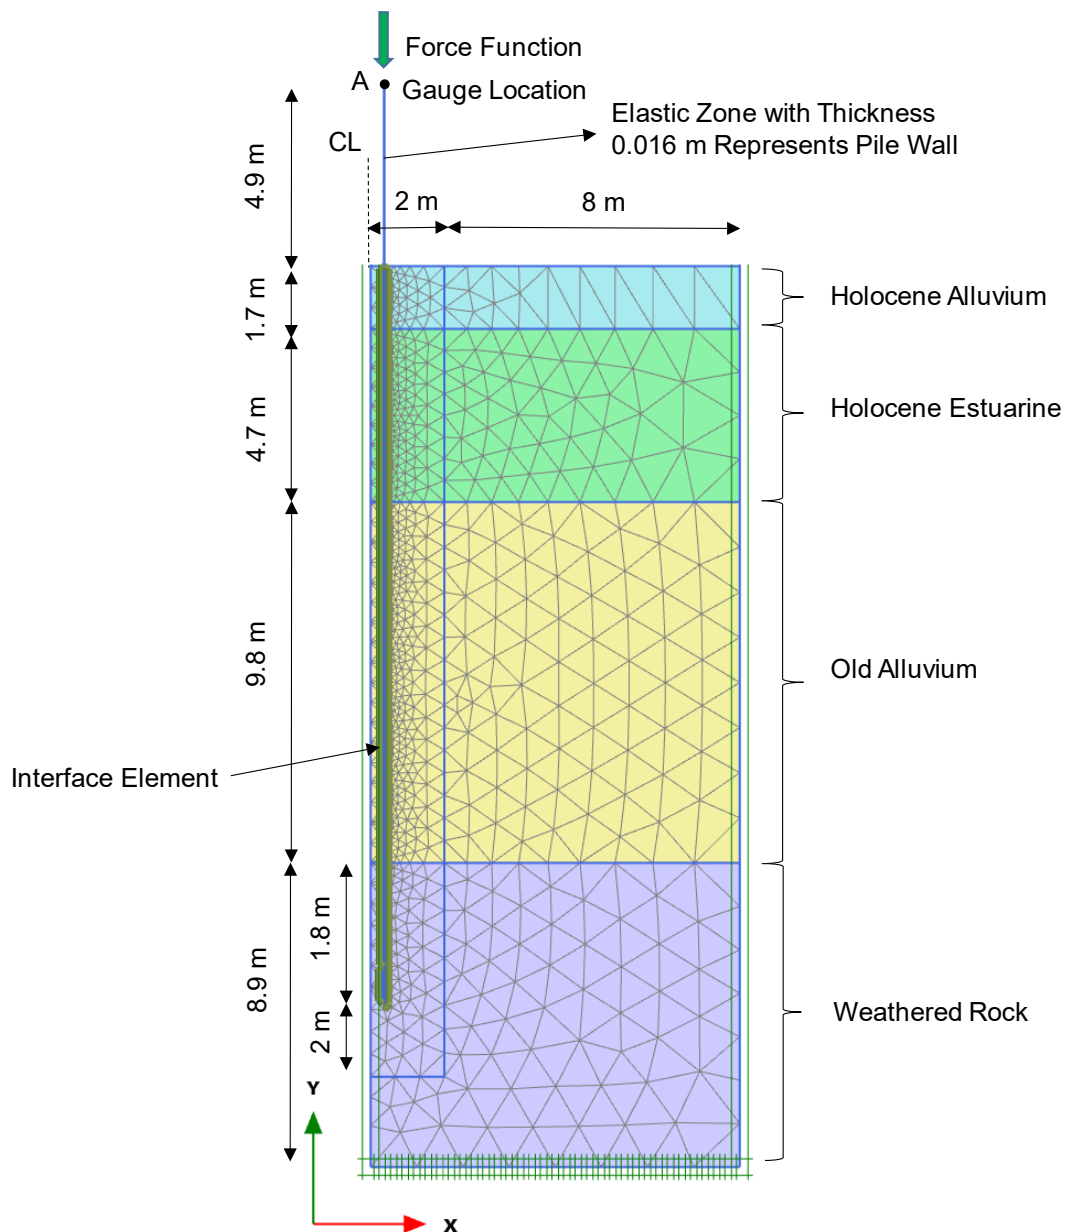 Force Function
A
Gauge Location
Elastic Zone with Thickness
0.016 m Represents Pile Wall
CL
4.9 m
2 m
8 m
1.7 m
Holocene Alluvium
4.7 m
Holocene Estuarine
9.8 m
Old Alluvium
Interface Element
1.8 m
8.9 m
Weathered Rock
2 m
Y
X